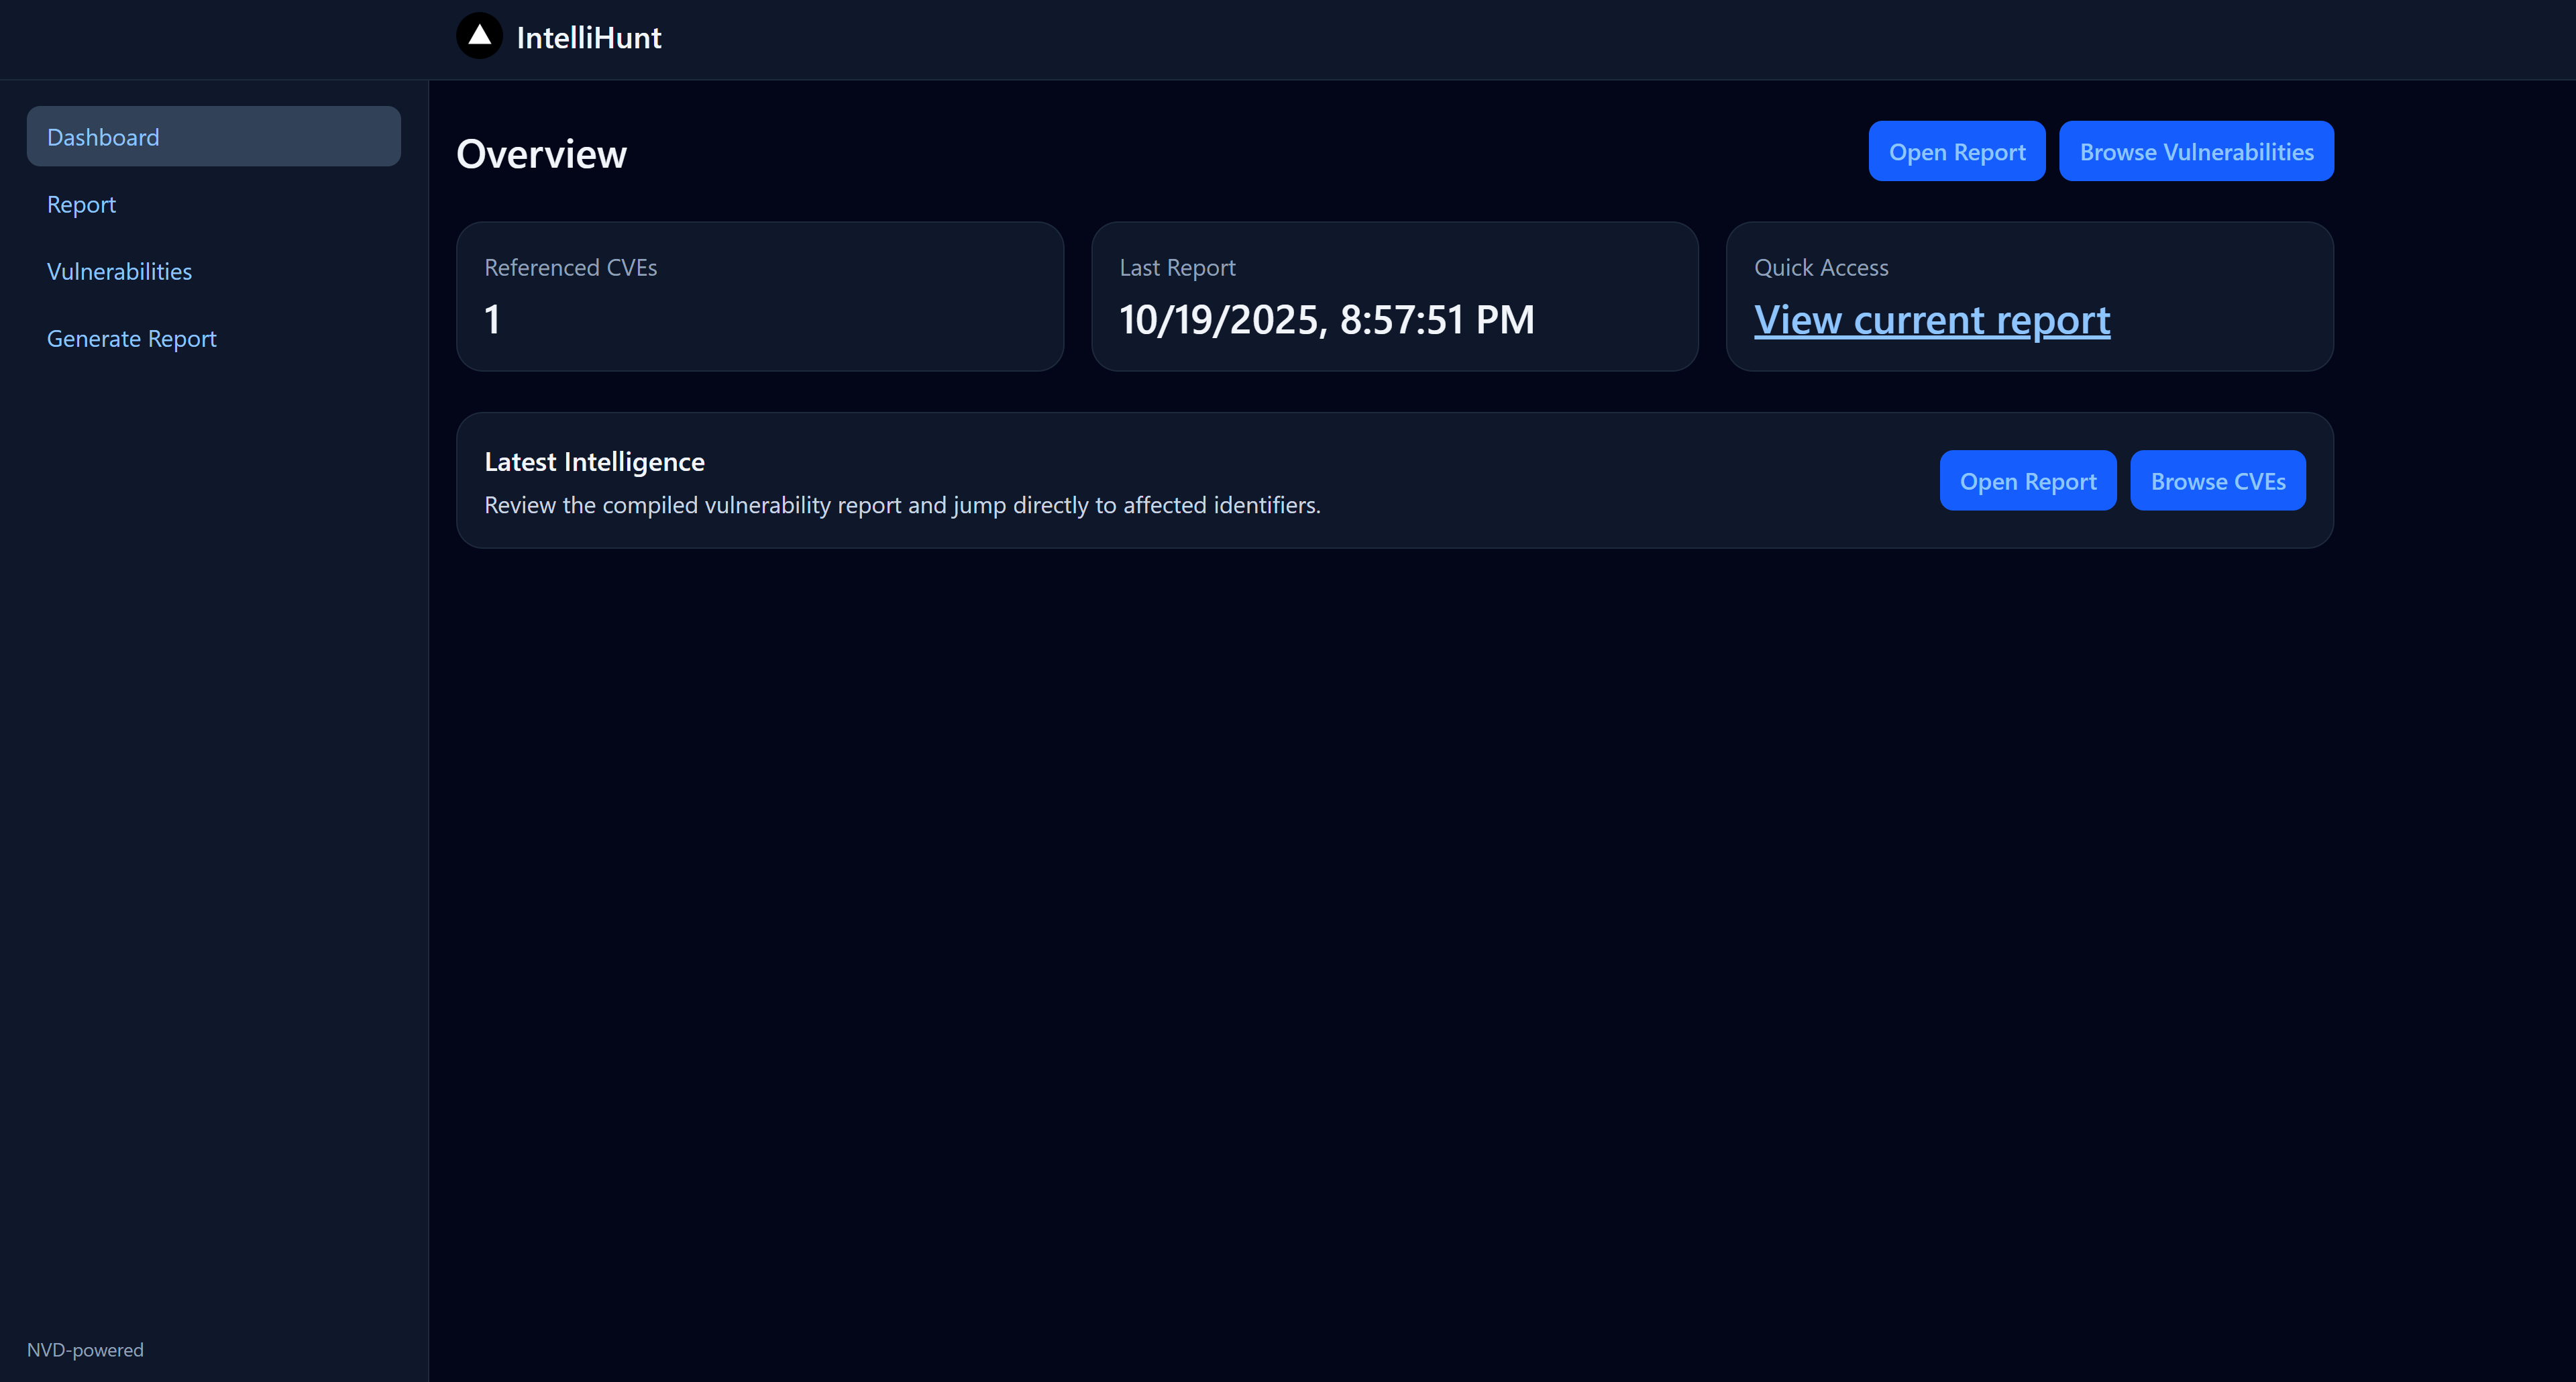 IntelliHunt
Dashboard
Report
Vulnerabilities
Generate Report
NVD-powered
Overview
Open Report
Browse Vulnerabilities
Referenced CVEs
1
Last Report
10/19/2025, 8:57:51 PM
Quick Access
View current report
Latest Intelligence
Review the compiled vulnerability report and jump directly to affected identifiers.
Open Report
Browse CVEs